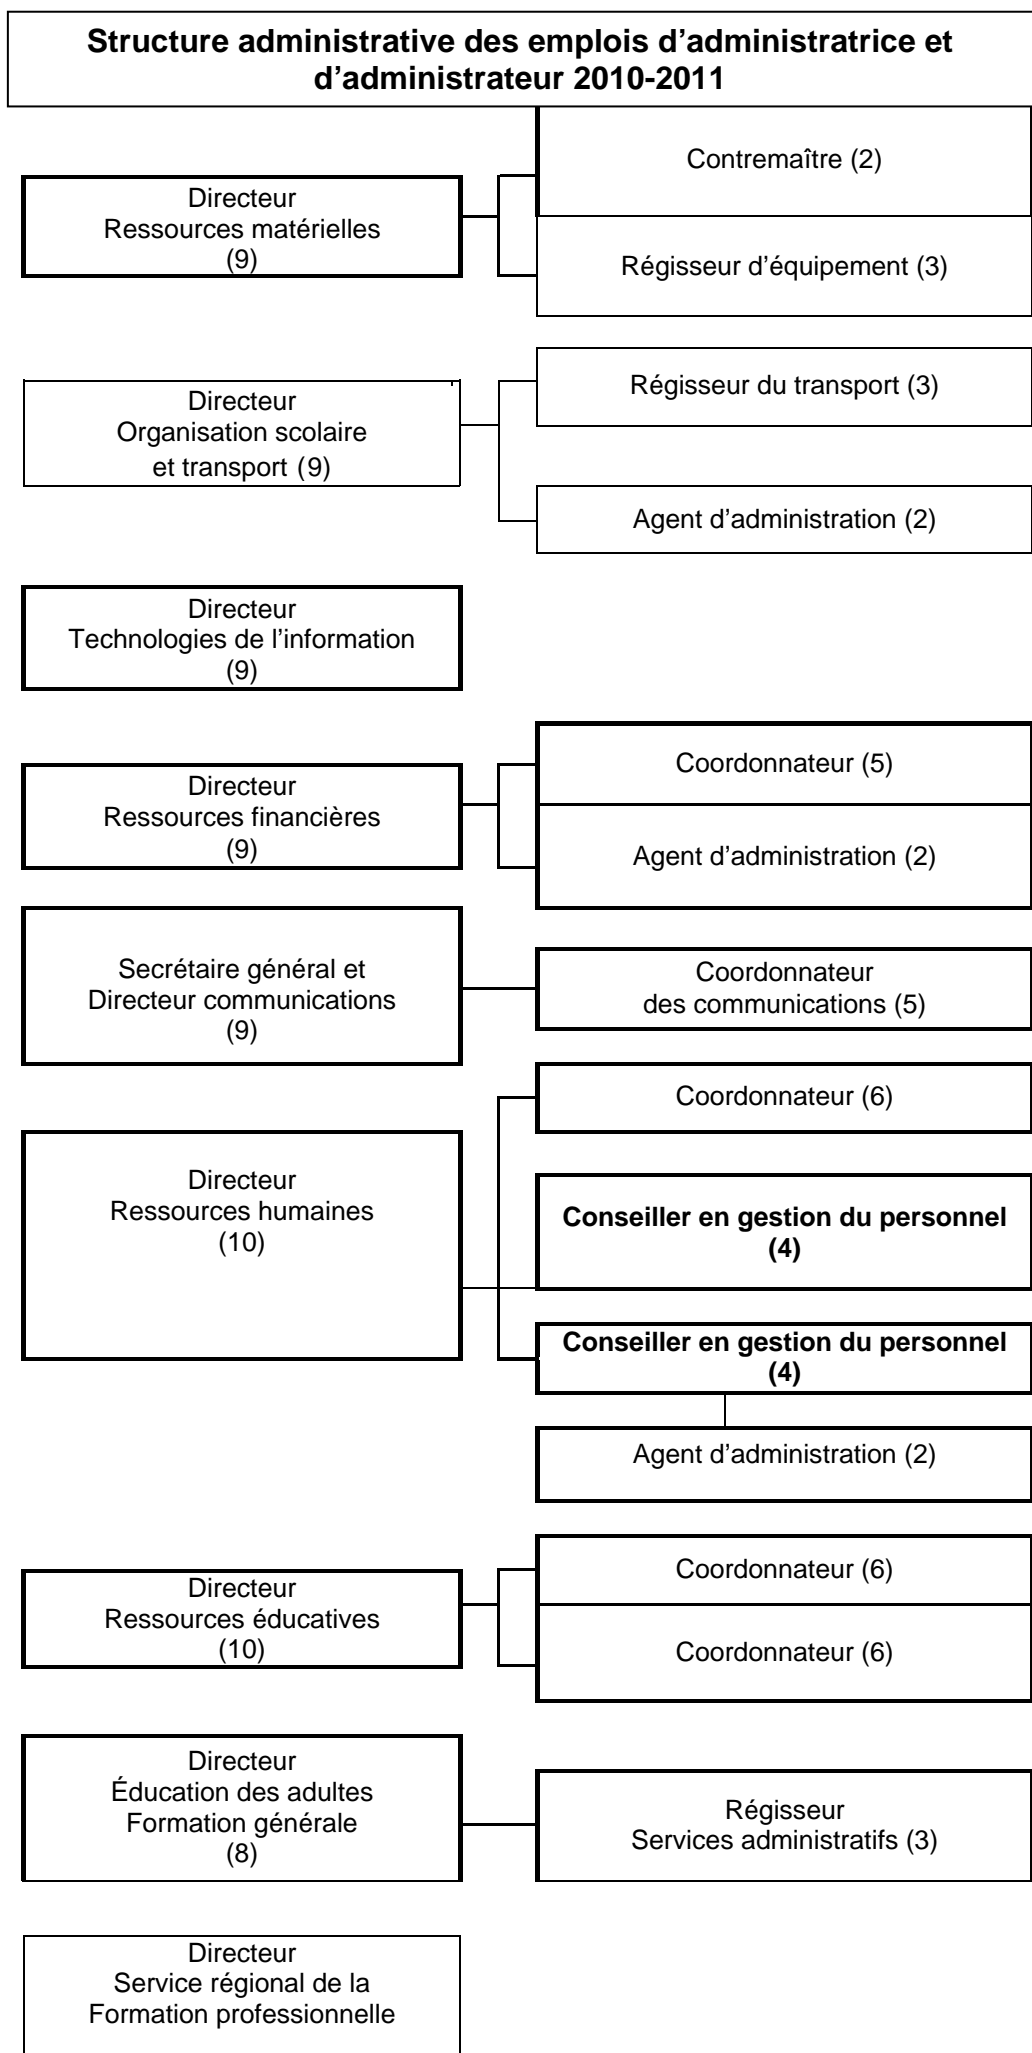 Structure administrative des emplois d'administratrice et
d'administrateur 2010-2011
Directeur
Ressources matérielles
(9)
Contremaître (2)
Régisseur d'équipement (3)
Directeur
Organisation scolaire
et transport (9)
Régisseur du transport (3)
Agent d'administration (2)
Directeur
Technologies de l'information
(9)
Directeur
Ressources financières
(9)
Coordonnateur (5)
Agent d'administration (2)
Secrétaire général et
Directeur communications
(9)
Coordonnateur
des communications (5)
Directeur
Ressources humaines
(10)
Coordonnateur (6)
Conseiller en gestion du personnel
(4)
Conseiller en gestion du personnel
(4)
Agent d'administration (2)
Directeur
Ressources éducatives
(10)
Coordonnateur (6)
Coordonnateur (6)
Directeur
Éducation des adultes
Formation générale
(8)
Régisseur
Services administratifs (3)
Directeur
Service régional de la
Formation professionnelle